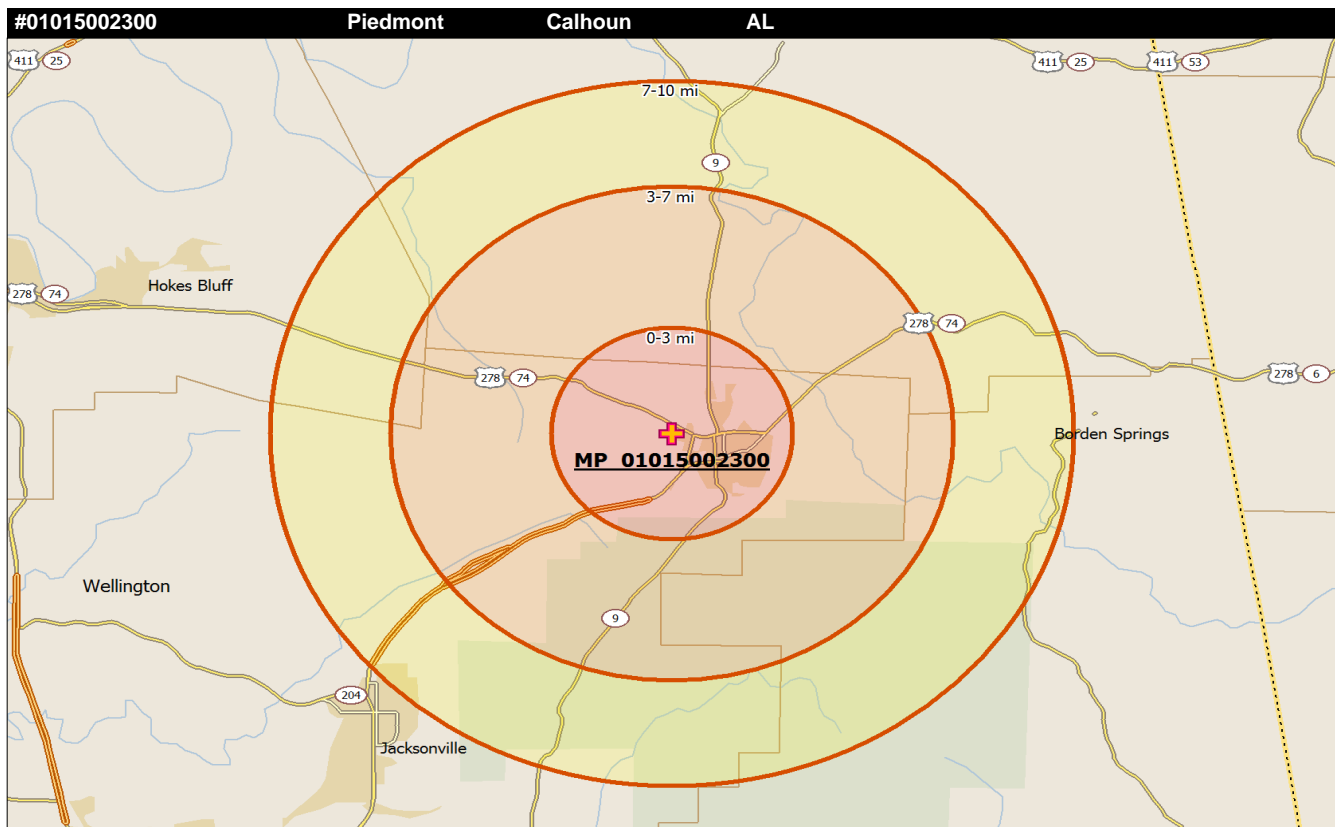 #01015002300 Piedmont Calhoun AL
411 25
411 25
411 53
7-10 mi
9
3-7 mi
Hokes Bluff
278 74
278 74
0-3 mi
278 74
278 6
Borden Springs
MP 01015002300
Wellington
9
204
Jacksonville